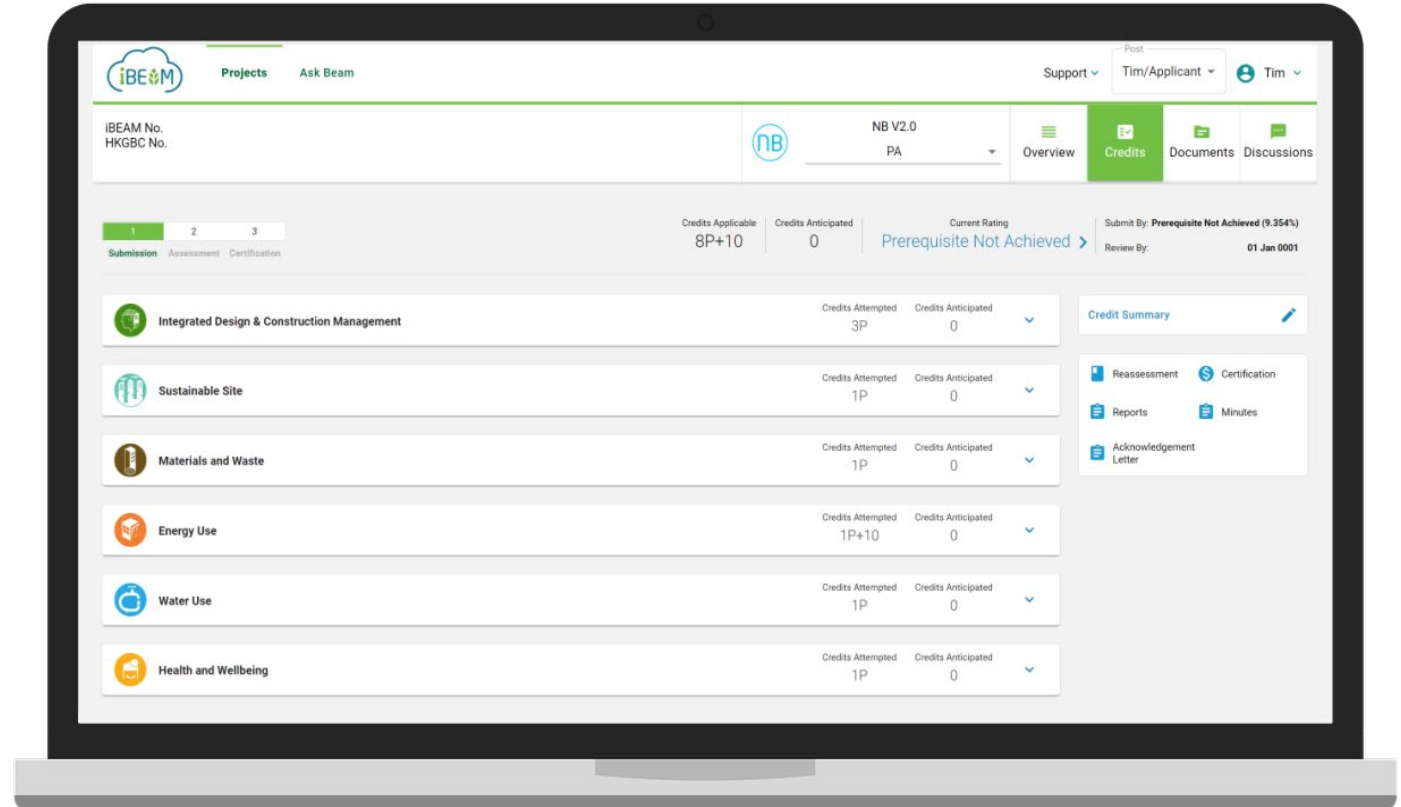 iBEAM
Projects
Ask Beam
Support
Post
Tim/Applicant
Tim
iBEAM No.
HKGBC No.
NB
NB V2.0
PA
Overview
Credits
Documents
Discussions
1 2 3
Submission Assessment Certification
Credits Applicable
8P+10
Credits Anticipated
0
Current Rating
Prerequisite Not Achieved
Submit By: Prerequisite Not Achieved (9.354%)
Review By: 01 Jan 0001
Integrated Design & Construction Management
Credits Attempted
3P
Credits Anticipated
0
Sustainable Site
Credits Attempted
1P
Credits Anticipated
0
Materials and Waste
Credits Attempted
1P
Credits Anticipated
0
Energy Use
Credits Attempted
1P+10
Credits Anticipated
0
Water Use
Credits Attempted
1P
Credits Anticipated
0
Health and Wellbeing
Credits Attempted
1P
Credits Anticipated
0
Credit Summary
Reassessment
Certification
Reports
Minutes
Acknowledgement
Letter